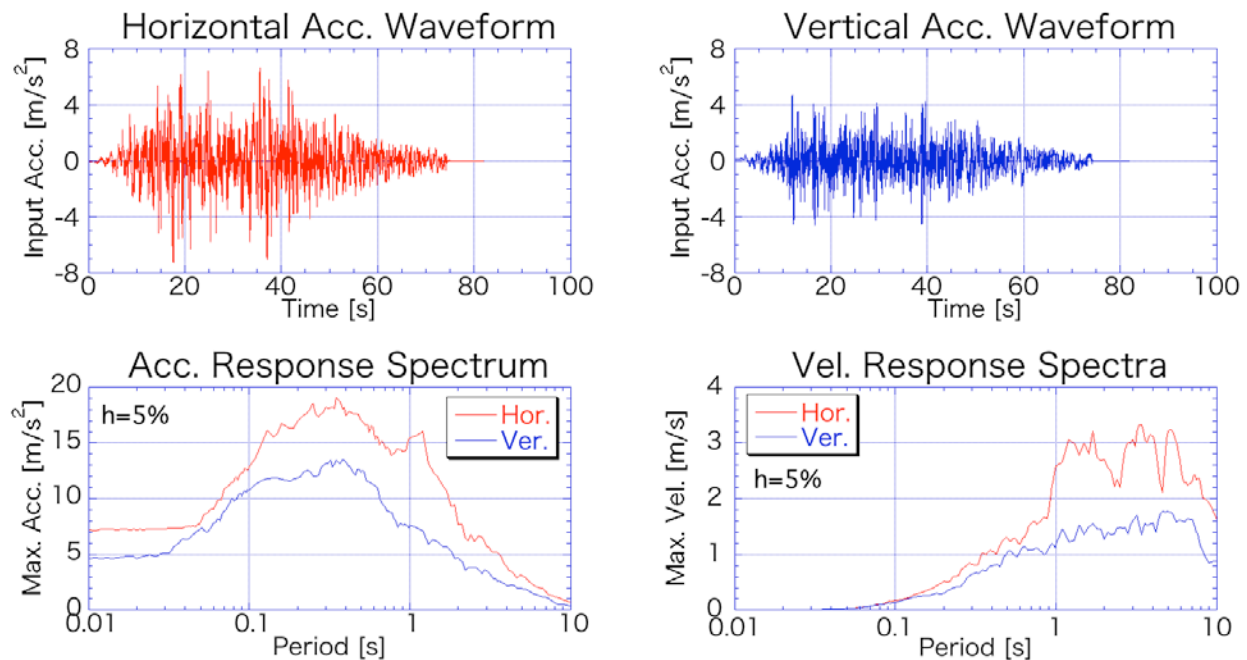 Horizontal Acc. Waveform
8
4
0
-4
-8
Input Acc. [m/s²]
0 20 40 60 80 100
Time [s]
Vertical Acc. Waveform
8
4
0
-4
-8
Input Acc. [m/s²]
0 20 40 60 80 100
Time [s]
Acc. Response Spectrum
20
15
10
5
0
Max. Acc. [m/s²]
h=5%
Hor.
Ver.
0.01 0.1 1 10
Period [s]
Vel. Response Spectra
4
3
2
1
0
Max. Vel. [m/s]
Hor.
Ver.
h=5%
0.01 0.1 1 10
Period [s]